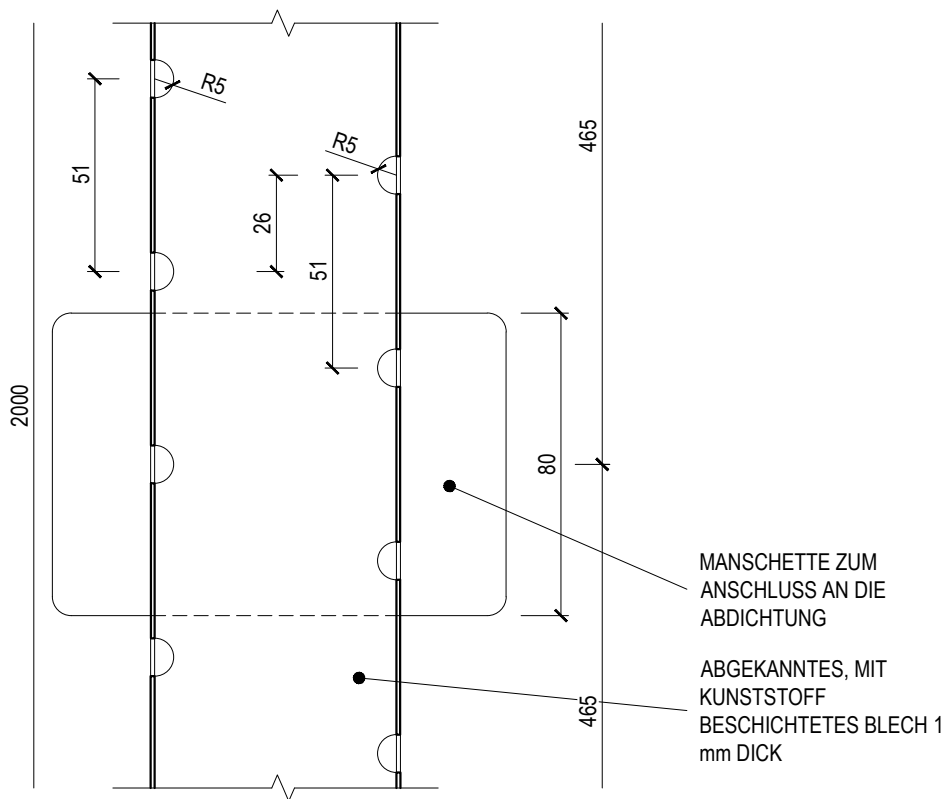 R5
465
R5
51
26
51
2000
80
MANSCHETTE ZUM
ANSCHLUSS AN DIE
ABDICHTUNG
ABGEKANNTES, MIT
KUNSTSTOFF
BESCHICHTETES BLECH 1
mm DICK
465